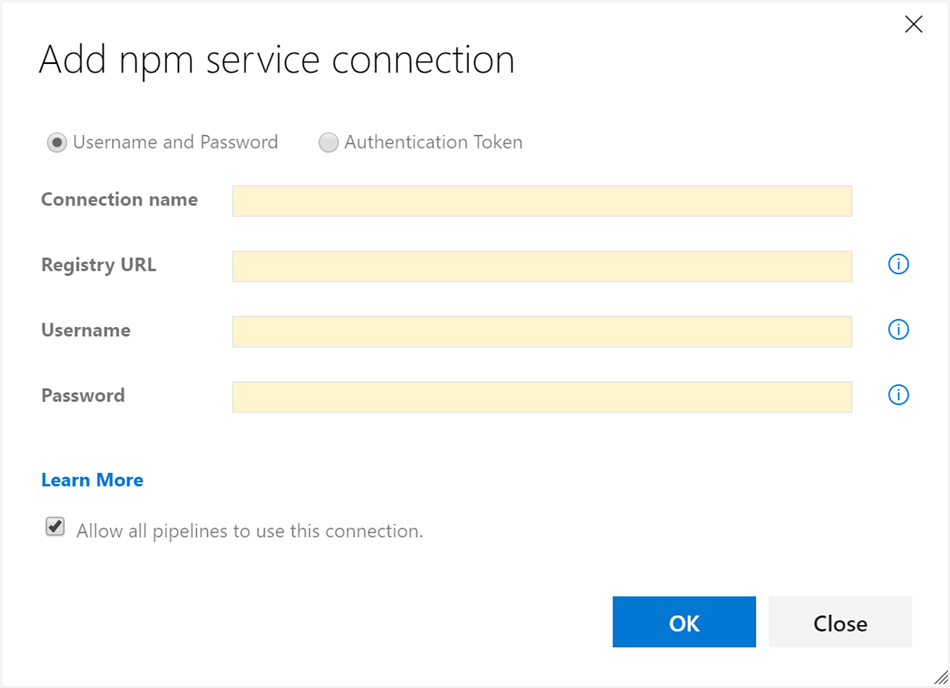 Add npm service connection
Username and Password Authentication Token
Connection name
Registry URL
Username
Password
Learn More
Allow all pipelines to use this connection.
OK Close